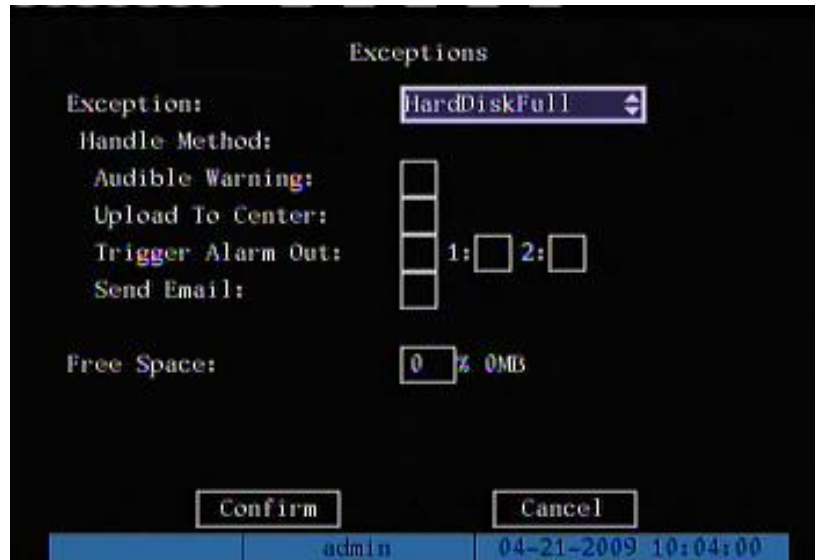 Exceptions
Exception: HardDiskFull
Handle Method:
Audible Warning:
Upload To Center:
Trigger Alarm Out: 1: 2:
Send Email:
Free Space: 0 % 0MB
Confirm Cancel
admin 04-21-2009 10:04:00